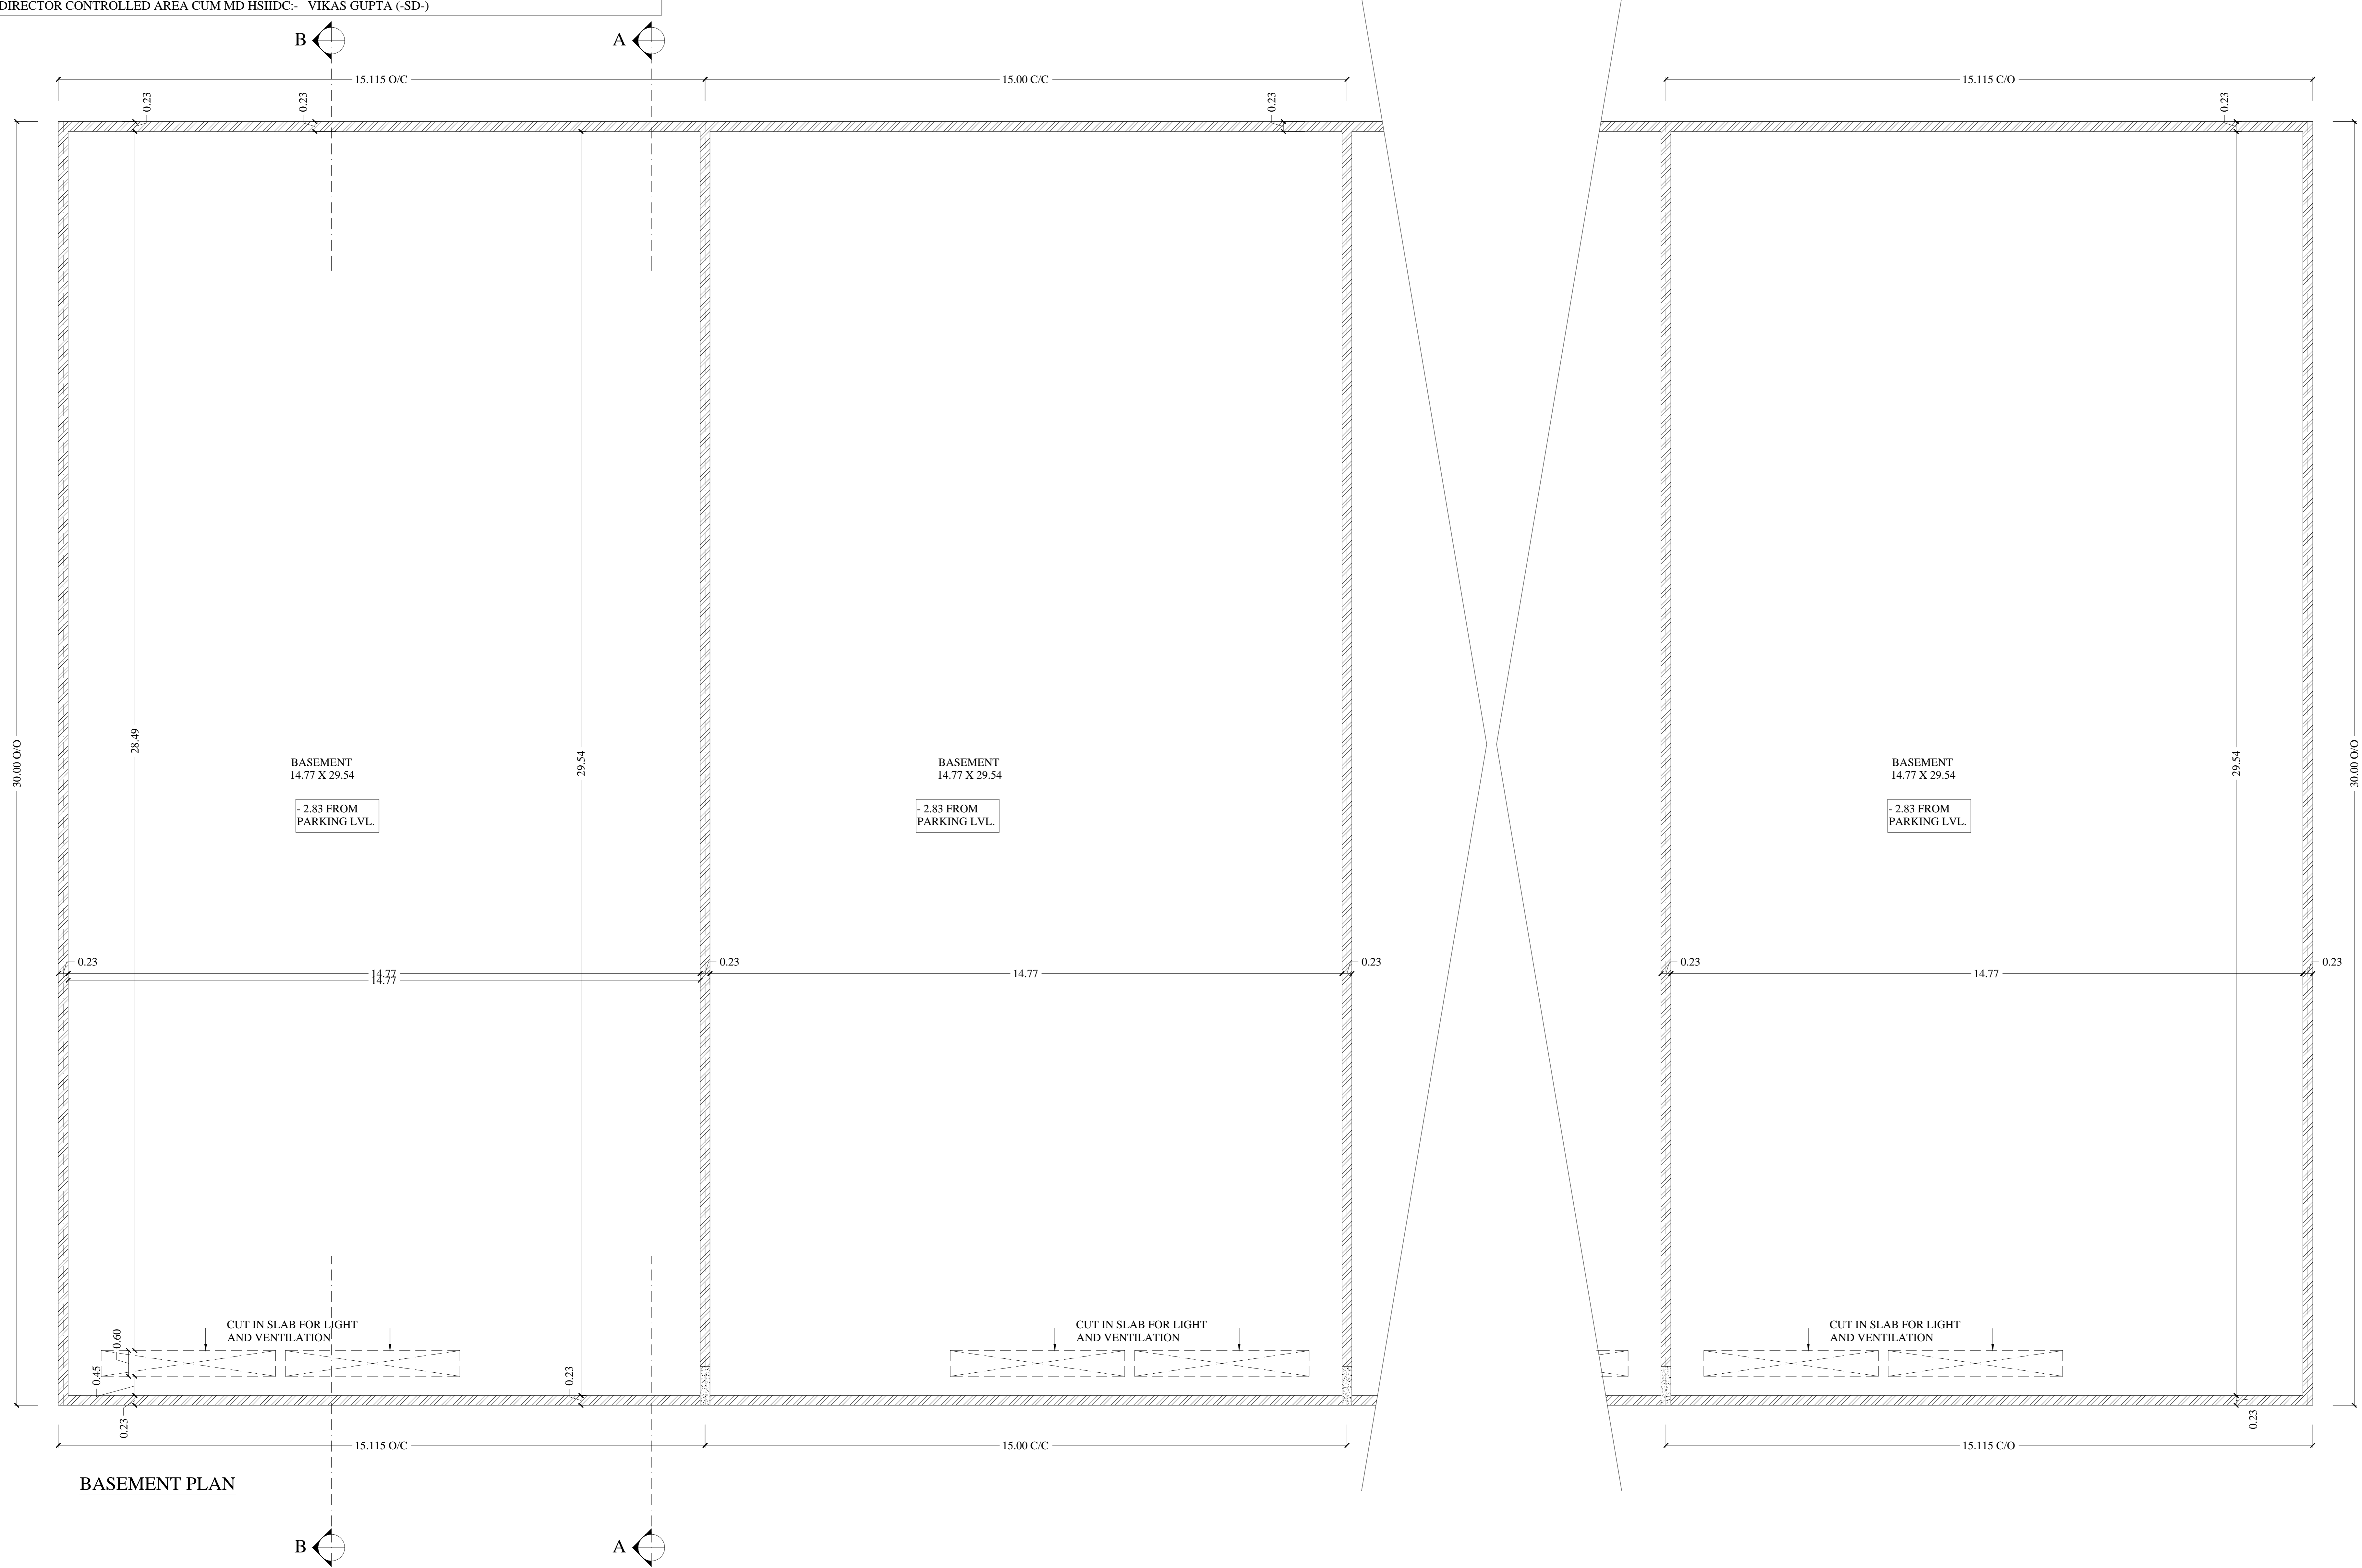 DIRECTOR CONTROLLED AREA CUM MD HSIIDC:- VIKAS GUPTA (-SD-)
B
A
15.115 O/C
15.00 C/C
15.115 C/O
0.23
0.23
0.23
0.23
30.00 O/O
28.49
29.54
29.54
30.00 O/O
BASEMENT
14.77 X 29.54
- 2.83 FROM
PARKING LVL.
BASEMENT
14.77 X 29.54
- 2.83 FROM
PARKING LVL.
BASEMENT
14.77 X 29.54
- 2.83 FROM
PARKING LVL.
0.23
0.23
0.23
0.23
0.23
14.77
14.77
14.77
14.77
CUT IN SLAB FOR LIGHT
AND VENTILATION
CUT IN SLAB FOR LIGHT
AND VENTILATION
CUT IN SLAB FOR LIGHT
AND VENTILATION
0.60
0.45
0.23
0.23
0.23
15.115 O/C
15.00 C/C
15.115 C/O
BASEMENT PLAN
B
A